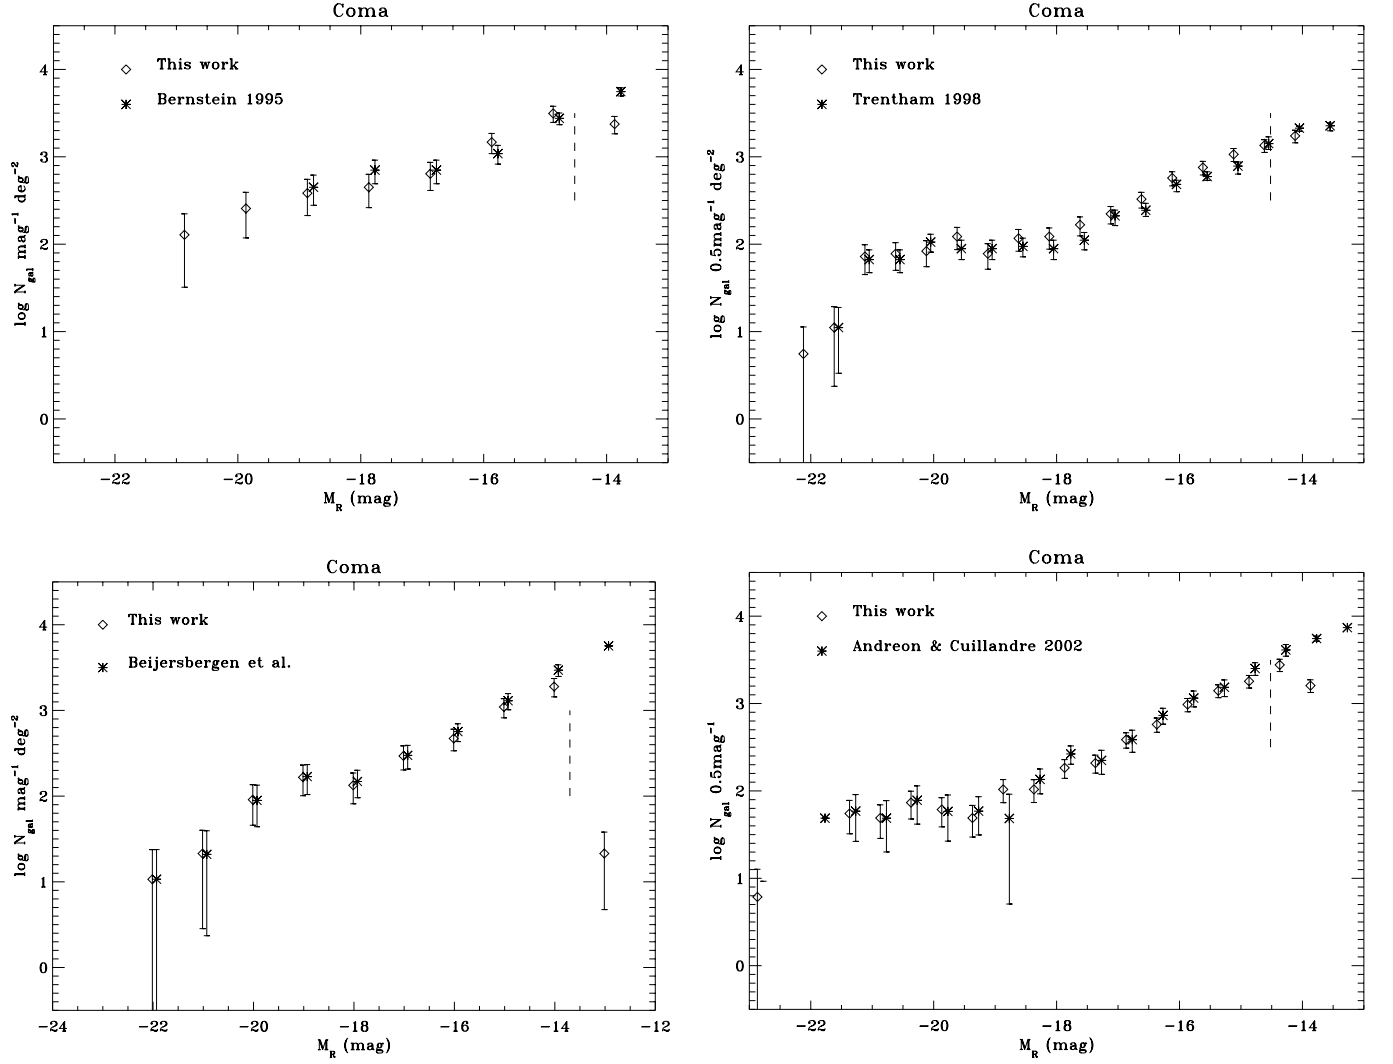 Coma
This work
Bernstein 1995
4
3
2
1
0
log N_gal mag^-1 deg^-2
-22 -20 -18 -16 -14
M_R (mag)
Coma
This work
Trentham 1998
4
3
2
1
0
log N_gal 0.5mag^-1 deg^-2
-22 -20 -18 -16 -14
M_R (mag)
Coma
This work
Beijersbergen et al.
4
3
2
1
0
log N_gal mag^-1 deg^-2
-24 -22 -20 -18 -16 -14 -12
M_R (mag)
Coma
This work
Andreon & Cuillandre 2002
4
3
2
1
0
log N_gal 0.5mag^-1
-22 -20 -18 -16 -14
M_R (mag)